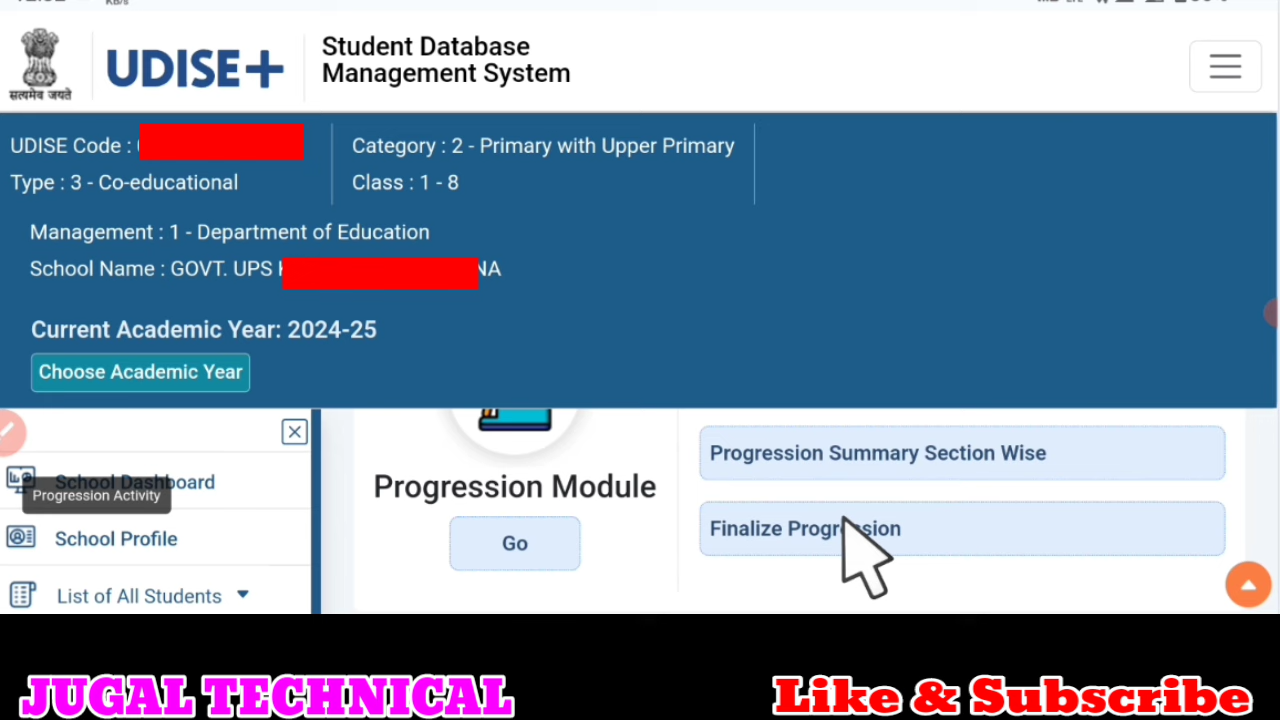 KB/s
सत्यमेव जयते
UDISE+
Student Database
Management System
UDISE Code :
Category : 2 - Primary with Upper Primary
Type : 3 - Co-educational
Class : 1 - 8
Management : 1 - Department of Education
School Name : GOVT. UPS NA
Current Academic Year: 2024-25
Choose Academic Year
School Dashboard
Progression Activity
School Profile
List of All Students
Progression Module
Go
Progression Summary Section Wise
Finalize Progression
JUGAL TECHNICAL
Like & Subscribe